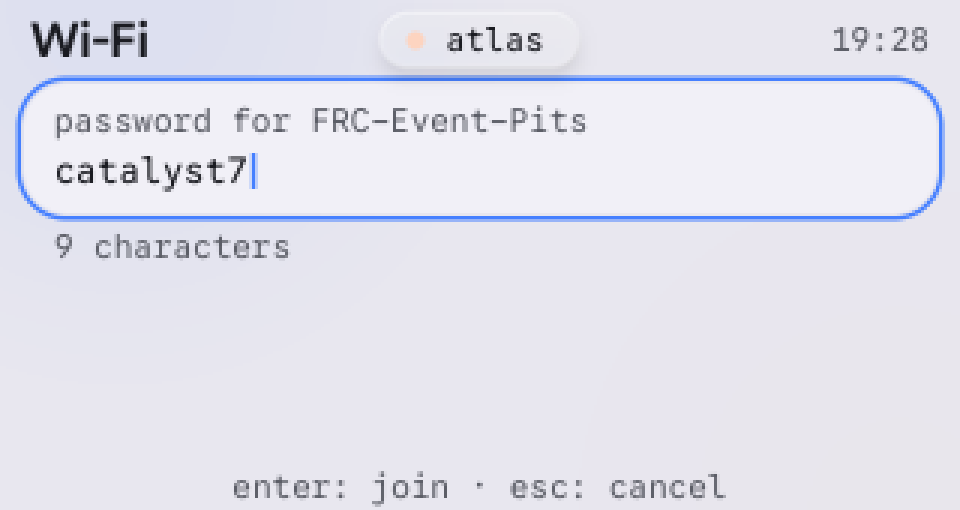 Wi-Fi atlas 19:28
password for FRC-Event-Pits
catalyst7
9 characters
enter: join · esc: cancel